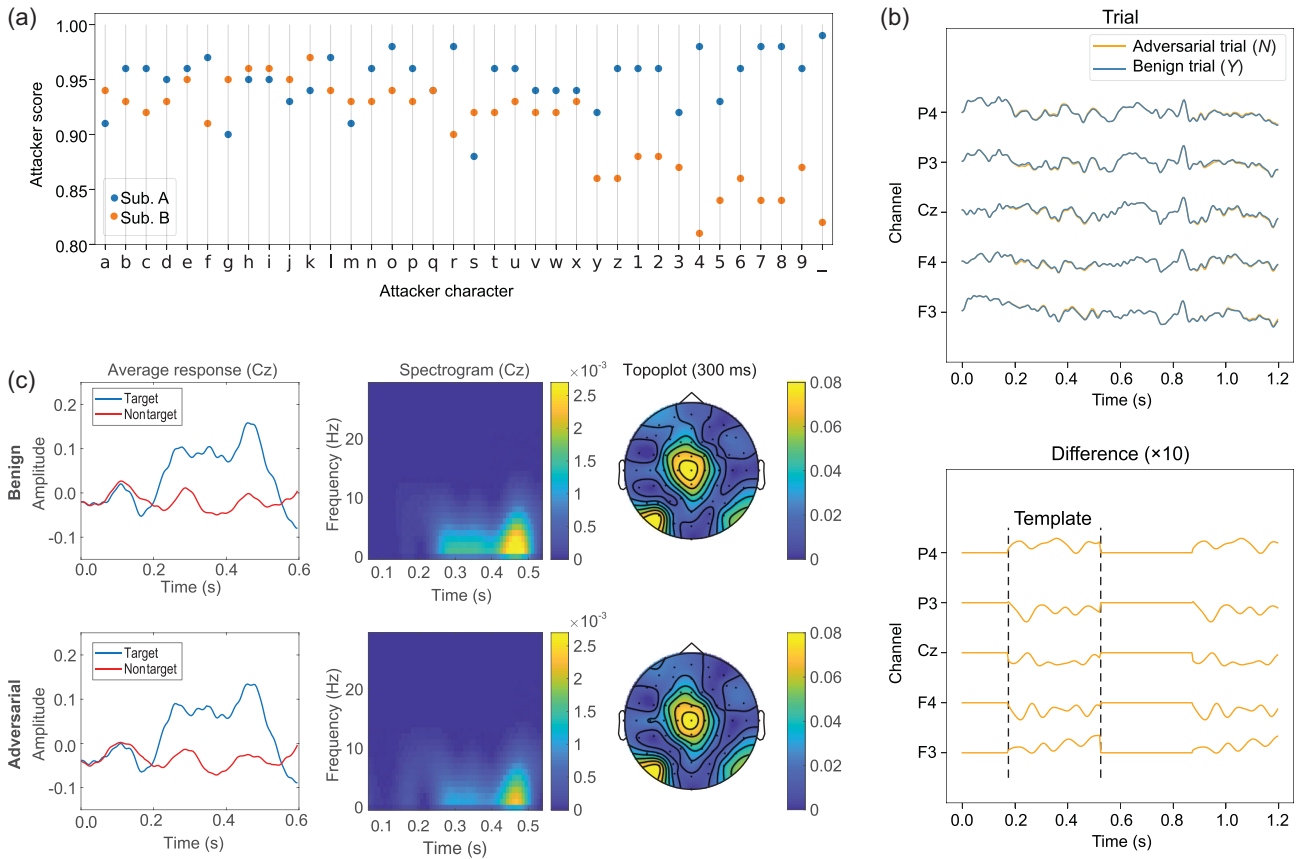 (a)
1.00
0.95
0.90
0.85
0.80
Attacker score
Sub. A
Sub. B
a b c d e f g h i j k l m n o p q r s t u v w x y z 1 2 3 4 5 6 7 8 9 _
Attacker character
(b)
Trial
Adversarial trial (N)
Benign trial (Y)
P4
P3
Cz
F4
F3
Channel
0.0 0.2 0.4 0.6 0.8 1.0 1.2
Time (s)
Difference (×10)
Template
P4
P3
Cz
F4
F3
Channel
0.0 0.2 0.4 0.6 0.8 1.0 1.2
Time (s)
(c)
Benign
Average response (Cz)
Target
Nontarget
0.2
0.1
0.0
-0.1
Amplitude
0.0 0.2 0.4 0.6
Time (s)
Spectrogram (Cz)
20
10
0
Frequency (Hz)
0.1 0.2 0.3 0.4 0.5
Time (s)
×10⁻³
2.5
2
1.5
1
0.5
0
Topoplot (300 ms)
0.08
0.06
0.04
0.02
0
Adversarial
Target
Nontarget
0.2
0.1
0.0
-0.1
Amplitude
0.0 0.2 0.4 0.6
Time (s)
20
10
0
Frequency (Hz)
0.1 0.2 0.3 0.4 0.5
Time (s)
×10⁻³
2.5
2
1.5
1
0.5
0
0.08
0.06
0.04
0.02
0